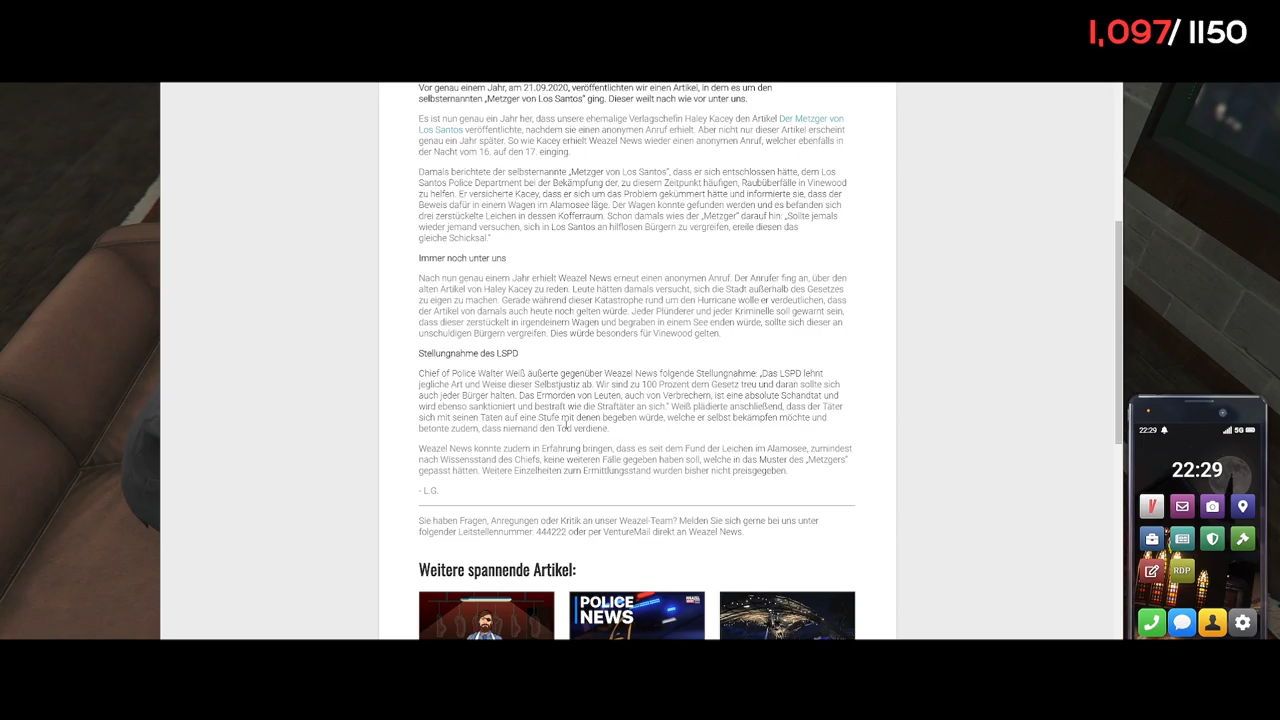 1,097/ 1150
Vor genau einem Jahr, am 21.09.2020, veröffentlichten wir einen Artikel, in dem es um den
selbsternannten „Metzger von Los Santos“ ging. Dieser weilt nach wie vor unter uns.
Es ist nun genau ein Jahr her, dass unsere ehemalige Verlagschefin Haley Kacey den Artikel Der Metzger von
Los Santos veröffentlichte, nachdem sie einen anonymen Anruf erhielt. Aber nicht nur dieser Artikel erscheint
genau ein Jahr später. So wie Kacey erhielt Weazel News wieder einen anonymen Anruf, welcher ebenfalls in
der Nacht vom 16. auf den 17. einging.
Damals berichtete der selbsternannte „Metzger von Los Santos“, dass er sich entschlossen hätte, dem Los
Santos Police Department bei der Bekämpfung der, zu diesem Zeitpunkt häufigen, Raubüberfälle in Vinewood
zu helfen. Er versicherte Kacey, dass er sich um das Problem gekümmert hätte und informierte sie, dass der
Beweis dafür in einem Wagen im Alamosee läge. Der Wagen konnte gefunden werden und es befanden sich
drei zerstückelte Leichen in dessen Kofferraum. Schon damals wies der „Metzger“ darauf hin: „Sollte jemals
wieder jemand versuchen, sich in Los Santos an hilflosen Bürgern zu vergreifen, ereile diesen das
gleiche Schicksal.“
Immer noch unter uns
Nach nun genau einem Jahr erhielt Weazel News erneut einen anonymen Anruf. Der Anrufer fing an, über den
alten Artikel von Haley Kacey zu reden. Leute hätten damals versucht, sich die Stadt außerhalb des Gesetzes
zu eigen zu machen. Gerade während dieser Katastrophe rund um den Hurricane wolle er verdeutlichen, dass
der Artikel von damals auch heute noch gelten würde. Jeder Plünderer und jeder Kriminelle soll gewarnt sein,
dass dieser zerstückelt in irgendeinem Wagen und begraben in einem See enden würde, sollte sich dieser an
unschuldigen Bürgern vergreifen. Dies würde besonders für Vinewood gelten.
Stellungnahme des LSPD
Chief of Police Walter Weiß äußerte gegenüber Weazel News folgende Stellungnahme: „Das LSPD lehnt
jegliche Art und Weise dieser Selbstjustiz ab. Wir sind zu 100 Prozent dem Gesetz treu und daran sollte sich
auch jeder Bürger halten. Das Ermorden von Leuten, auch von Verbrechern, ist eine absolute Schandtat und
wird ebenso sanktioniert und bestraft wie die Straftäter an sich.“ Weiß plädierte anschließend, dass der Täter
sich mit seinen Taten auf eine Stufe mit denen begeben würde, welche er selbst bekämpfen möchte und
betonte zudem, dass niemand den Tod verdiene.
Weazel News konnte zudem in Erfahrung bringen, dass es seit dem Fund der Leichen im Alamosee, zumindest
nach Wissensstand des Chiefs, keine weiteren Fälle gegeben haben soll, welche in das Muster des „Metzgers“
gepasst hätten. Weitere Einzelheiten zum Ermittlungsstand wurden bisher nicht preisgegeben.
- L.G.
Sie haben Fragen, Anregungen oder Kritik an unser Weazel-Team? Melden Sie sich gerne bei uns unter
folgender Leitstellennummer: 444222 oder per VentureMail direkt an Weazel News.
Weitere spannende Artikel:
POLICE
NEWS
22:29
5G
22:29
RDP